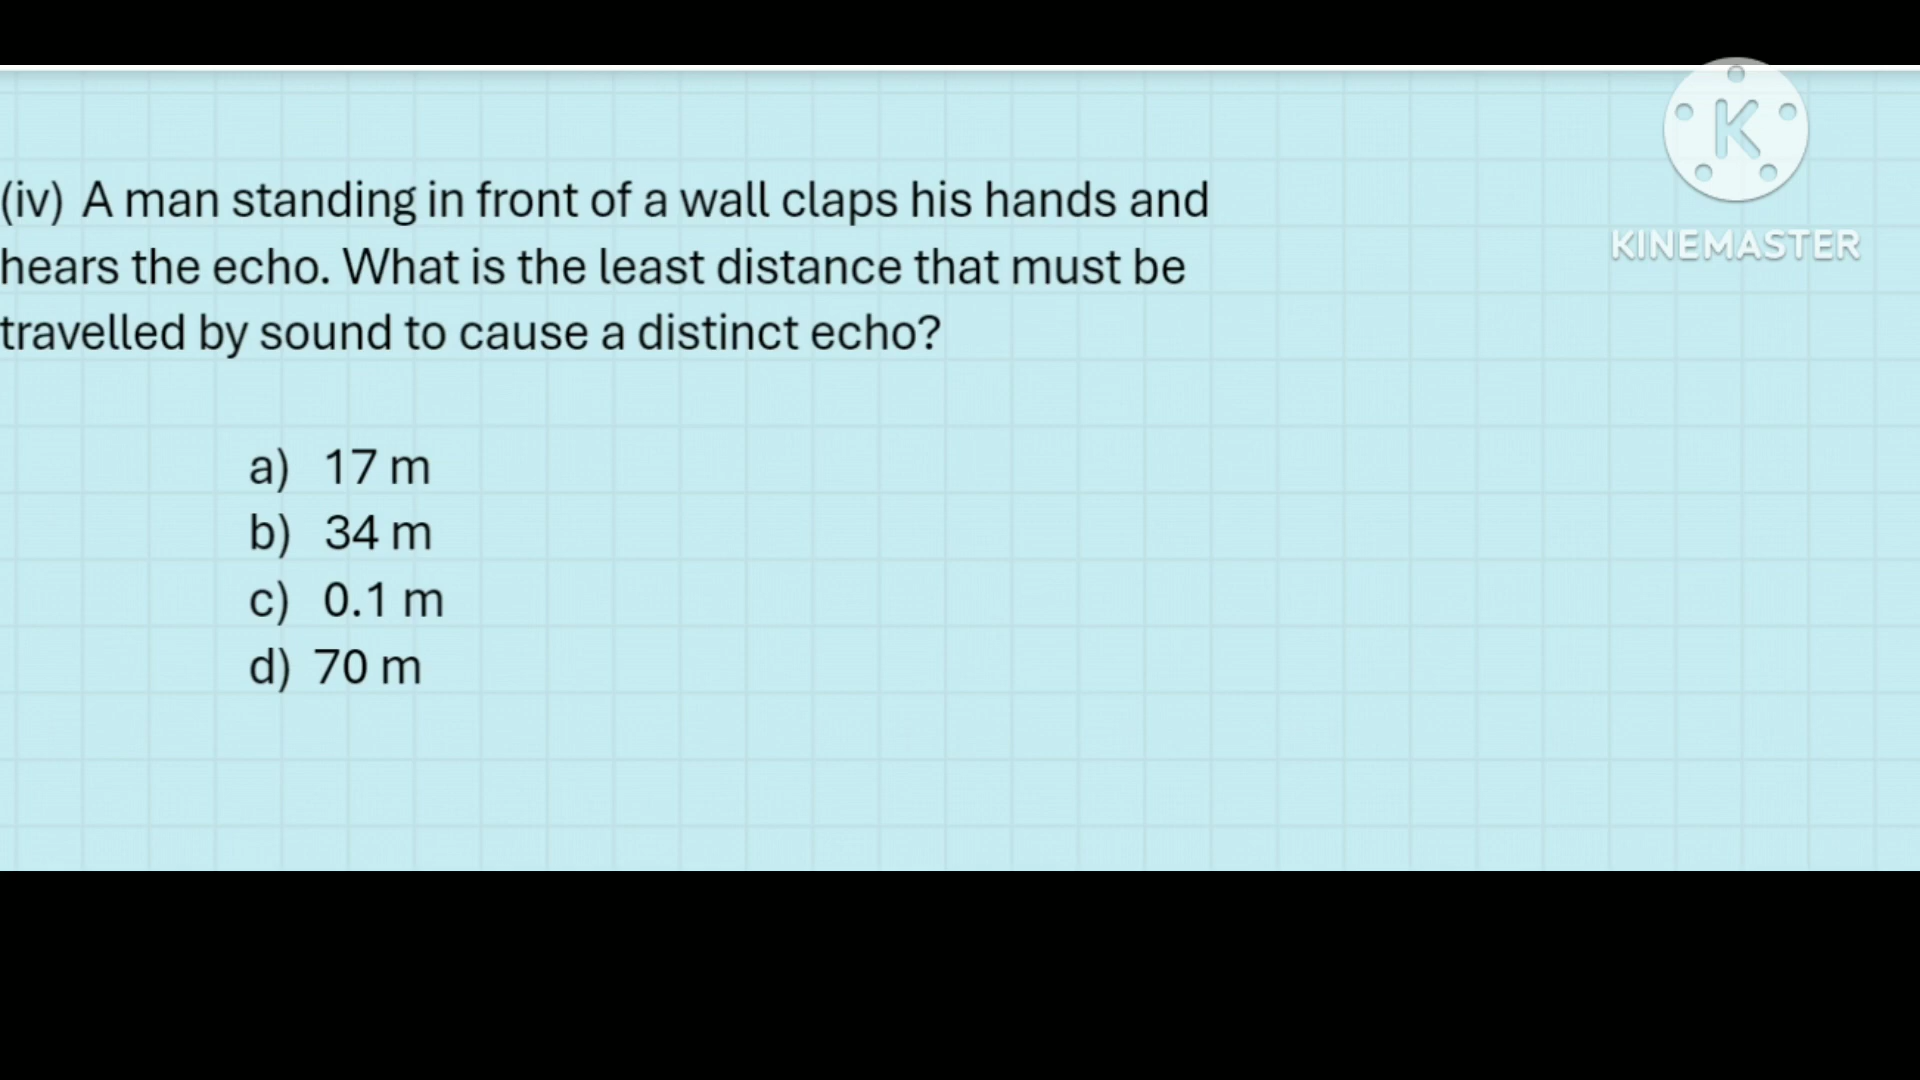 KINEMASTER
(iv) A man standing in front of a wall claps his hands and
hears the echo. What is the least distance that must be
travelled by sound to cause a distinct echo?
a) 17 m
b) 34 m
c) 0.1 m
d) 70 m